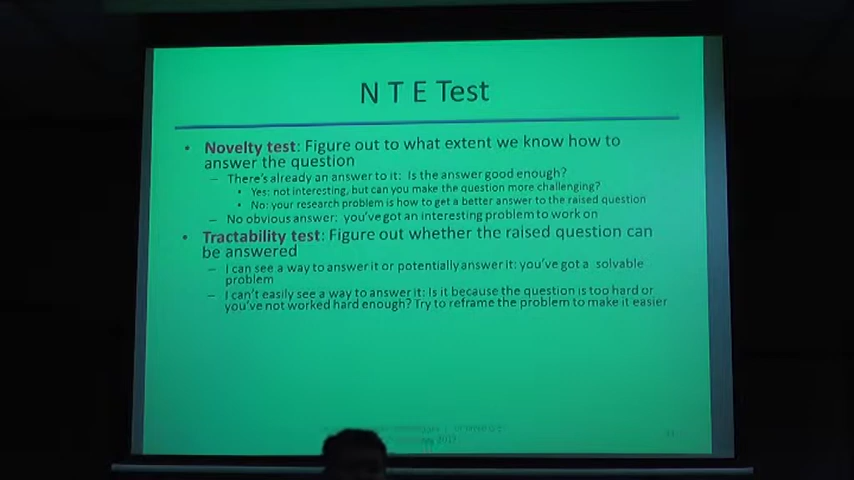 N T E Test
• Novelty test: Figure out to what extent we know how to
answer the question
– There's already an answer to it: Is the answer good enough?
• Yes: not interesting, but can you make the question more challenging?
• No: your research problem is how to get a better answer to the raised question
– No obvious answer: you've got an interesting problem to work on
• Tractability test: Figure out whether the raised question can
be answered
– I can see a way to answer it or potentially answer it: you've got a solvable
problem
– I can't easily see a way to answer it: Is it because the question is too hard or
you've not worked hard enough? Try to reframe the problem to make it easier